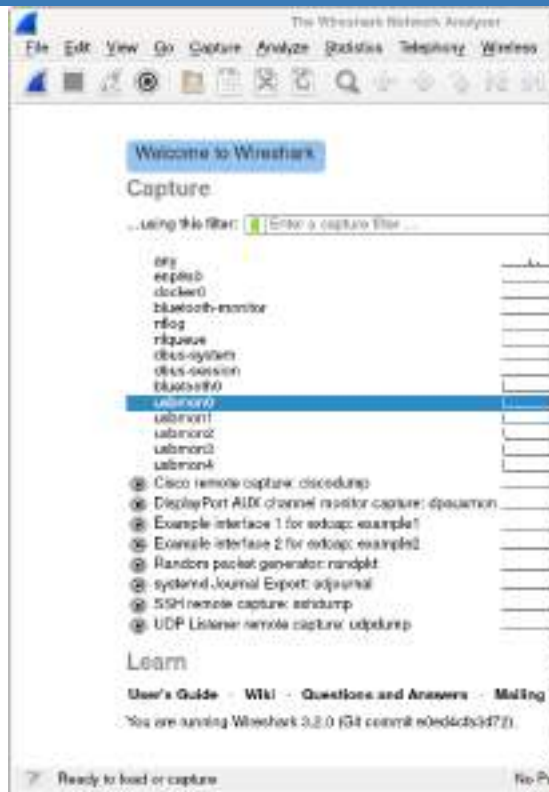 The Wireshark Network Analyzer
File Edit View Go Capture Analyze Statistics Telephony Wireless
Welcome to Wireshark
Capture
...using this filter: Enter a capture filter ...
any
enp4s0
docker0
bluetooth-monitor
nflog
nfqueue
dbus-system
dbus-session
bluetooth0
usbmon0
usbmon1
usbmon2
usbmon3
usbmon4
Cisco remote capture: ciscodump
DisplayPort AUX channel monitor capture: dpauxmon
Example interface 1 for extcap: example1
Example interface 2 for extcap: example2
Random packet generator: randpkt
systemd Journal Export: sdjournal
SSH remote capture: sshdump
UDP Listener remote capture: udpdump
Learn
User's Guide · Wiki · Questions and Answers · Mailing
You are running Wireshark 3.2.0 (Git commit
Ready to load or capture
No P